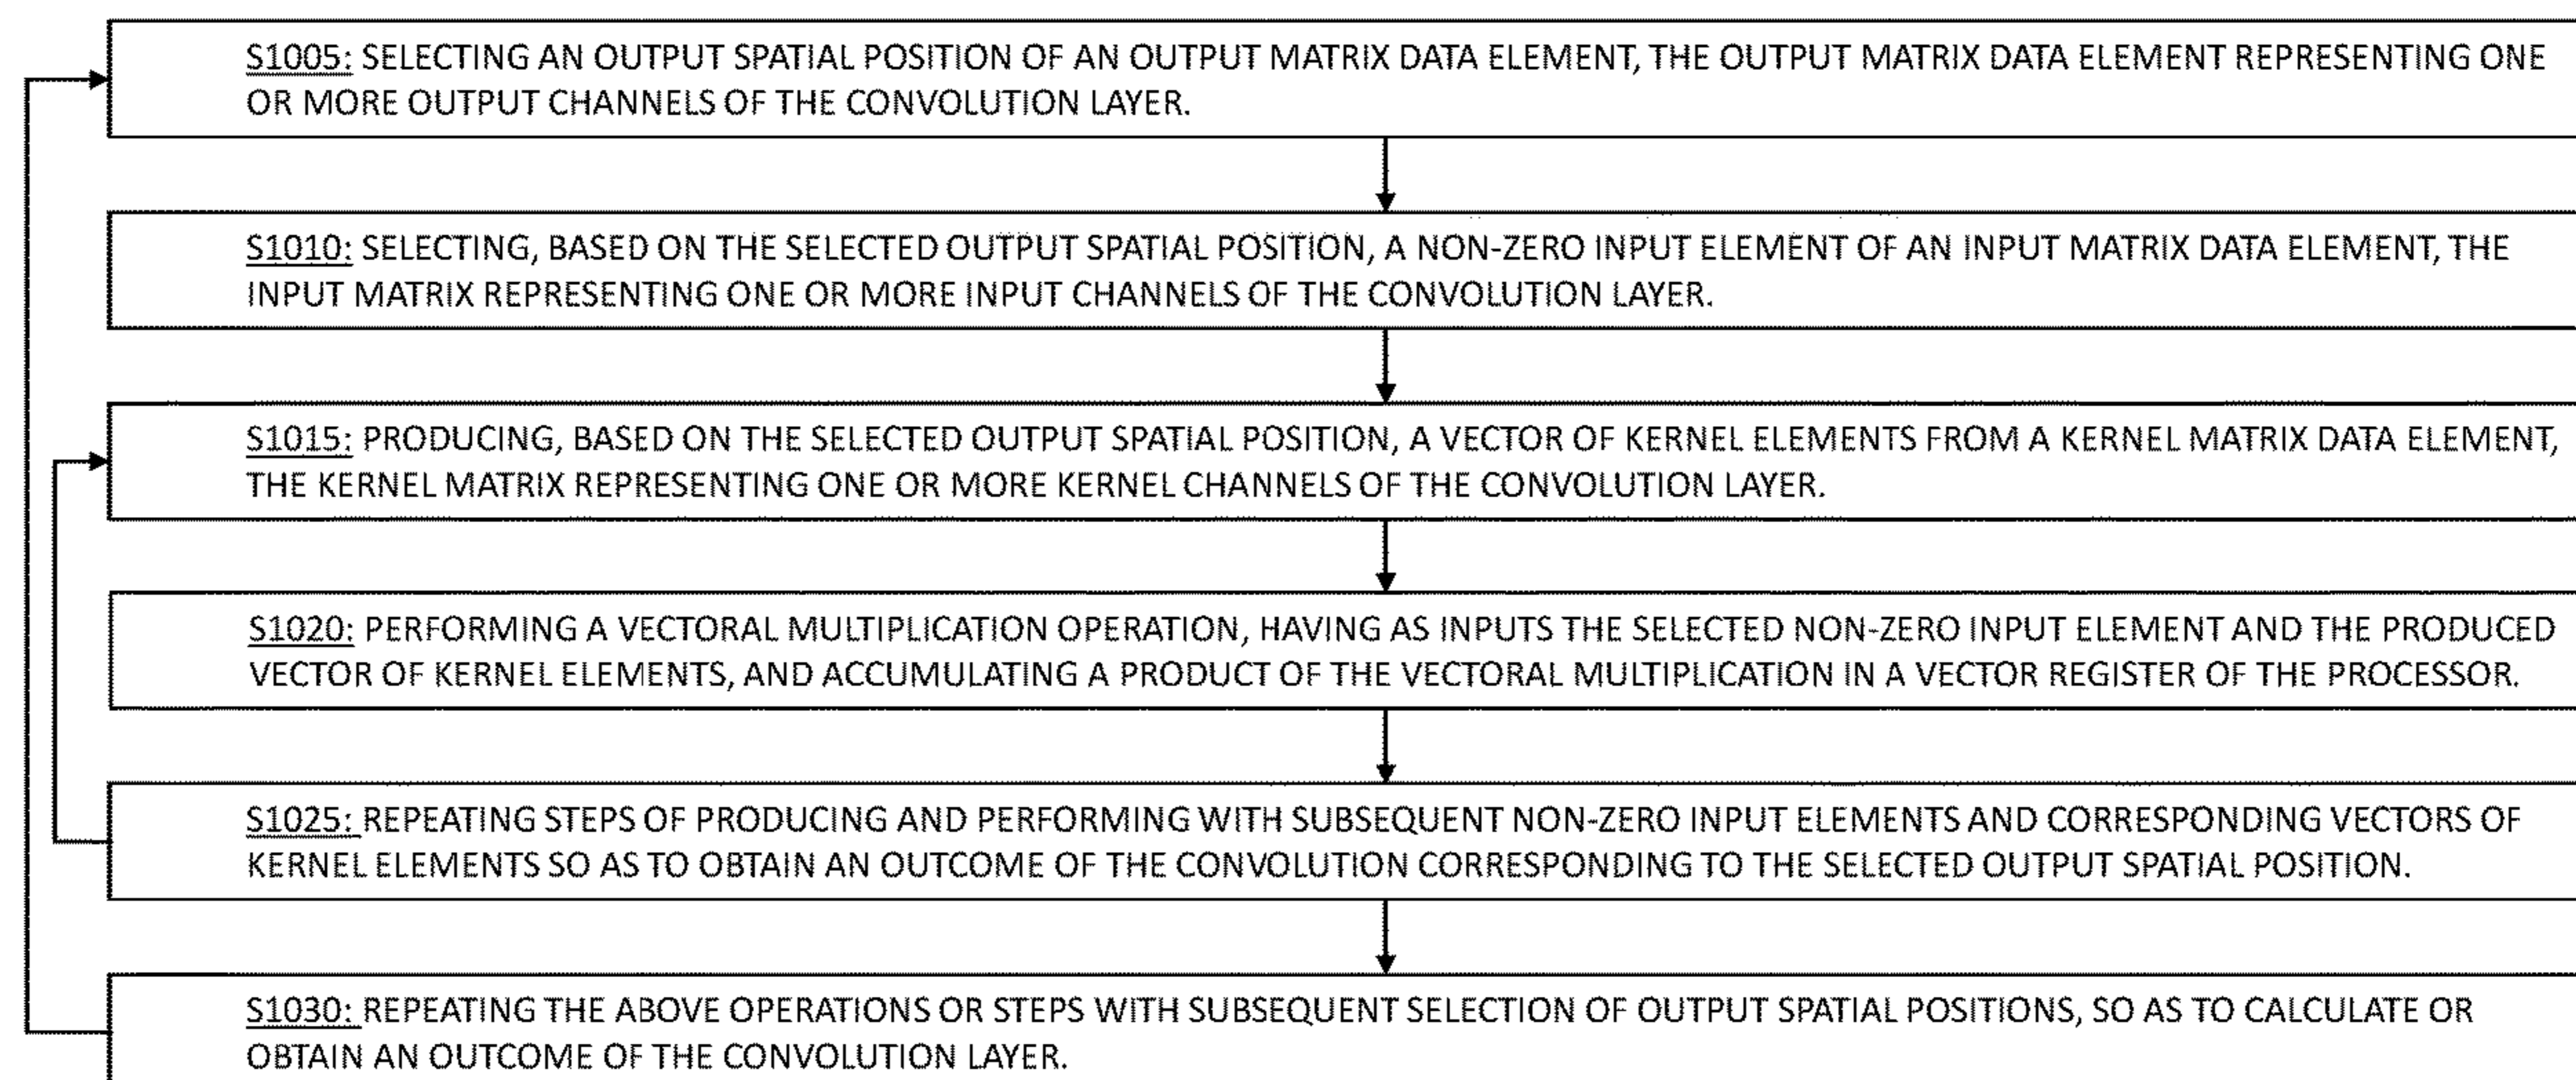 S1005: SELECTING AN OUTPUT SPATIAL POSITION OF AN OUTPUT MATRIX DATA ELEMENT, THE OUTPUT MATRIX DATA ELEMENT REPRESENTING ONE
OR MORE OUTPUT CHANNELS OF THE CONVOLUTION LAYER.
S1010: SELECTING, BASED ON THE SELECTED OUTPUT SPATIAL POSITION, A NON-ZERO INPUT ELEMENT OF AN INPUT MATRIX DATA ELEMENT, THE
INPUT MATRIX REPRESENTING ONE OR MORE INPUT CHANNELS OF THE CONVOLUTION LAYER.
S1015: PRODUCING, BASED ON THE SELECTED OUTPUT SPATIAL POSITION, A VECTOR OF KERNEL ELEMENTS FROM A KERNEL MATRIX DATA ELEMENT,
THE KERNEL MATRIX REPRESENTING ONE OR MORE KERNEL CHANNELS OF THE CONVOLUTION LAYER.
S1020: PERFORMING A VECTORAL MULTIPLICATION OPERATION, HAVING AS INPUTS THE SELECTED NON-ZERO INPUT ELEMENT AND THE PRODUCED
VECTOR OF KERNEL ELEMENTS, AND ACCUMULATING A PRODUCT OF THE VECTORAL MULTIPLICATION IN A VECTOR REGISTER OF THE PROCESSOR.
S1025: REPEATING STEPS OF PRODUCING AND PERFORMING WITH SUBSEQUENT NON-ZERO INPUT ELEMENTS AND CORRESPONDING VECTORS OF
KERNEL ELEMENTS SO AS TO OBTAIN AN OUTCOME OF THE CONVOLUTION CORRESPONDING TO THE SELECTED OUTPUT SPATIAL POSITION.
S1030: REPEATING THE ABOVE OPERATIONS OR STEPS WITH SUBSEQUENT SELECTION OF OUTPUT SPATIAL POSITIONS, SO AS TO CALCULATE OR
OBTAIN AN OUTCOME OF THE CONVOLUTION LAYER.